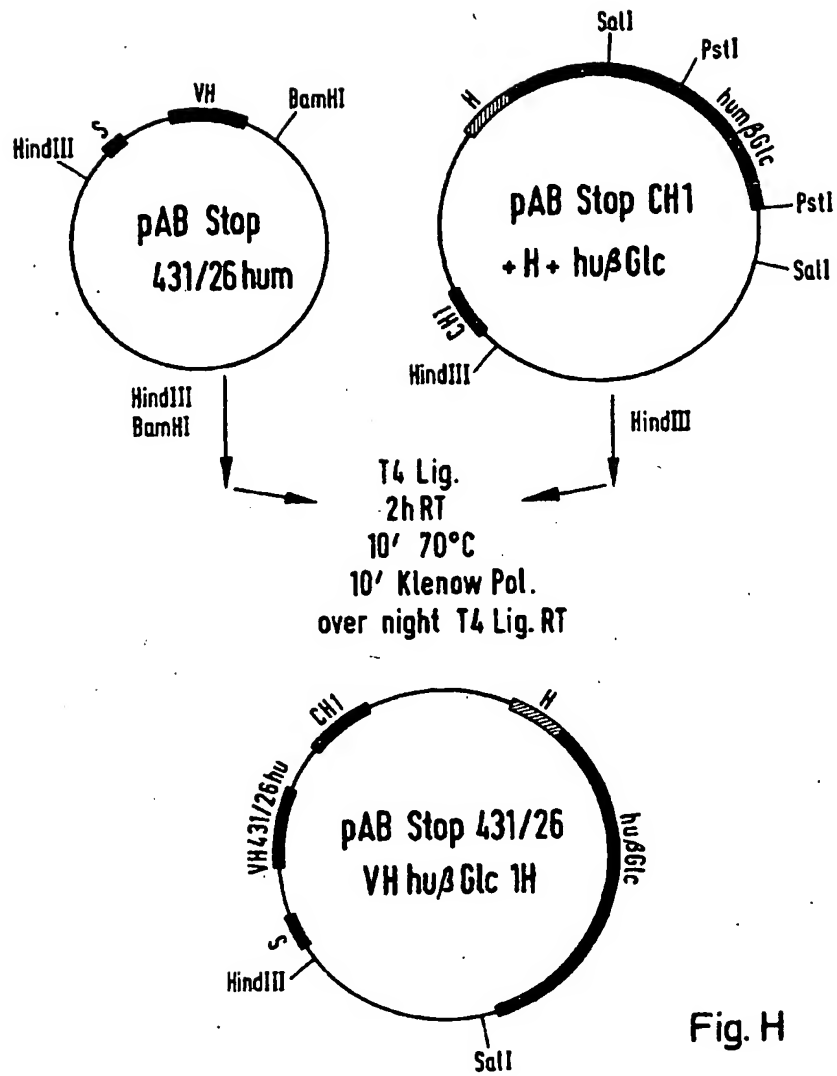 VH
BamHI
S
HindIII
pAB Stop
431/26 hum
SalI
PstI
H
humβGlc
pAB Stop CH1
+ H + huβGlc
PstI
SalI
CH1
HindIII
HindIII
BamHI
HindIII
T4 Lig.
2h RT
10′ 70°C
10′ Klenow Pol.
over night T4 Lig. RT
CH1
H
VH431/26hu
pAB Stop 431/26
VH huβGlc 1H
huβGlc
S
HindIII
SalI
Fig. H